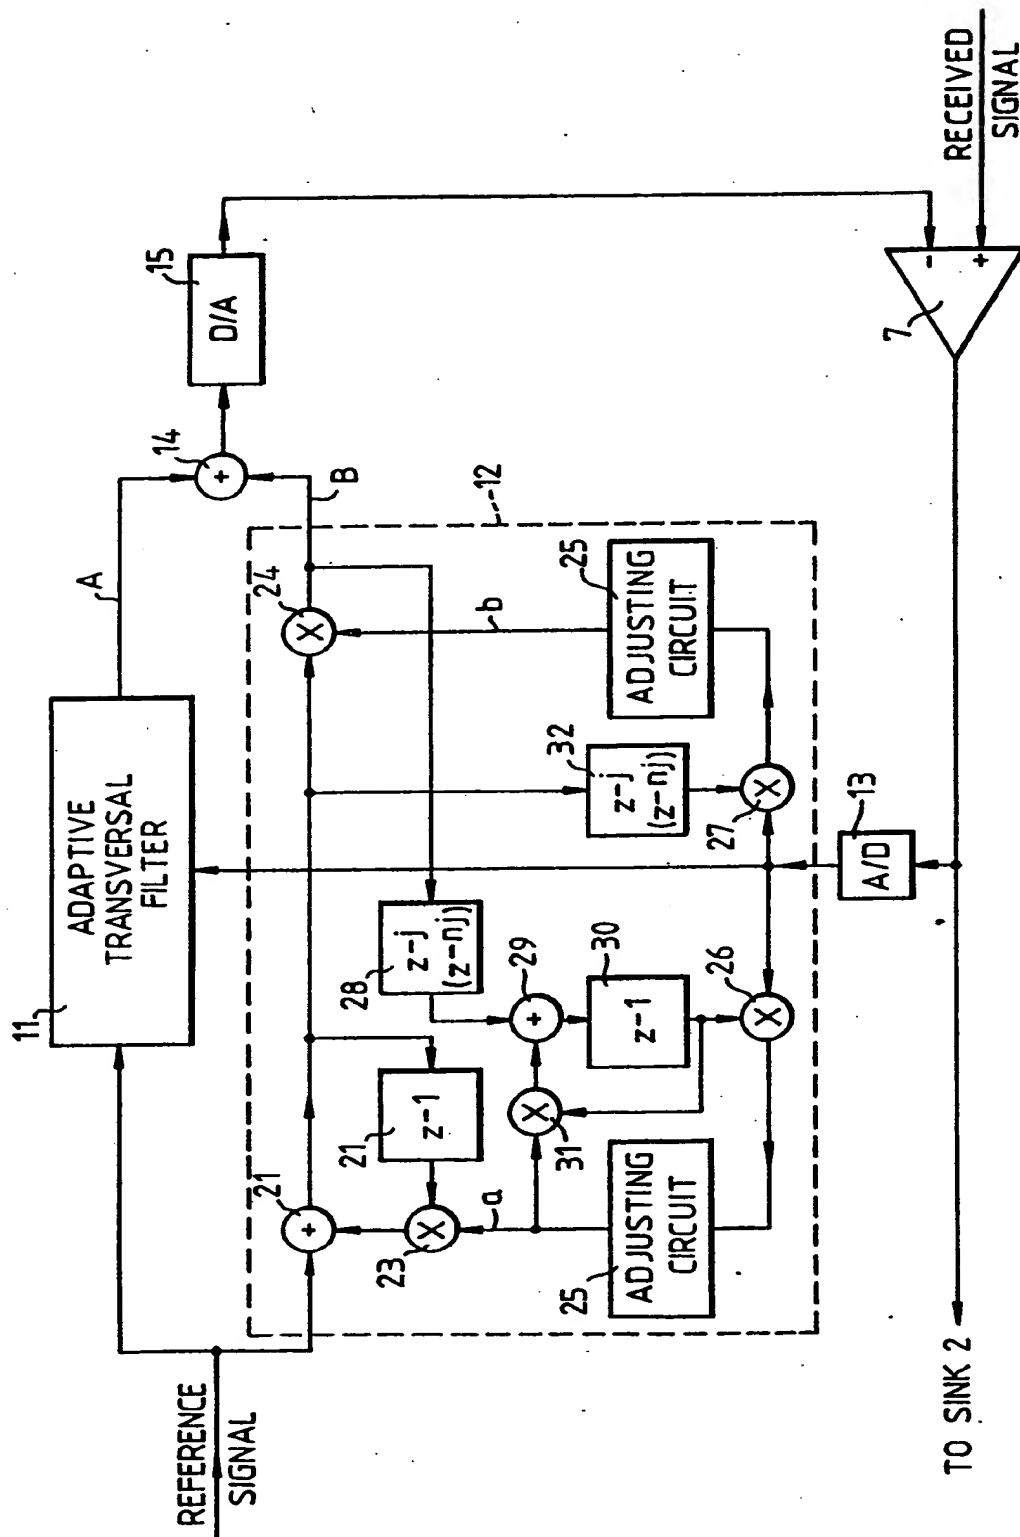 REFERENCE
SIGNAL
11
ADAPTIVE
TRANSVERSAL
FILTER
A
14
+
15
D/A
B
12
21
+
23
X
21
z-1
a
25
ADJUSTING
CIRCUIT
31
X
28
z-j
(z-nj)
29
+
30
z-1
26
X
24
X
b
32
z-j
(z-nj)
27
X
25
ADJUSTING
CIRCUIT
13
A/D
7
-
+
RECEIVED
SIGNAL
TO SINK 2